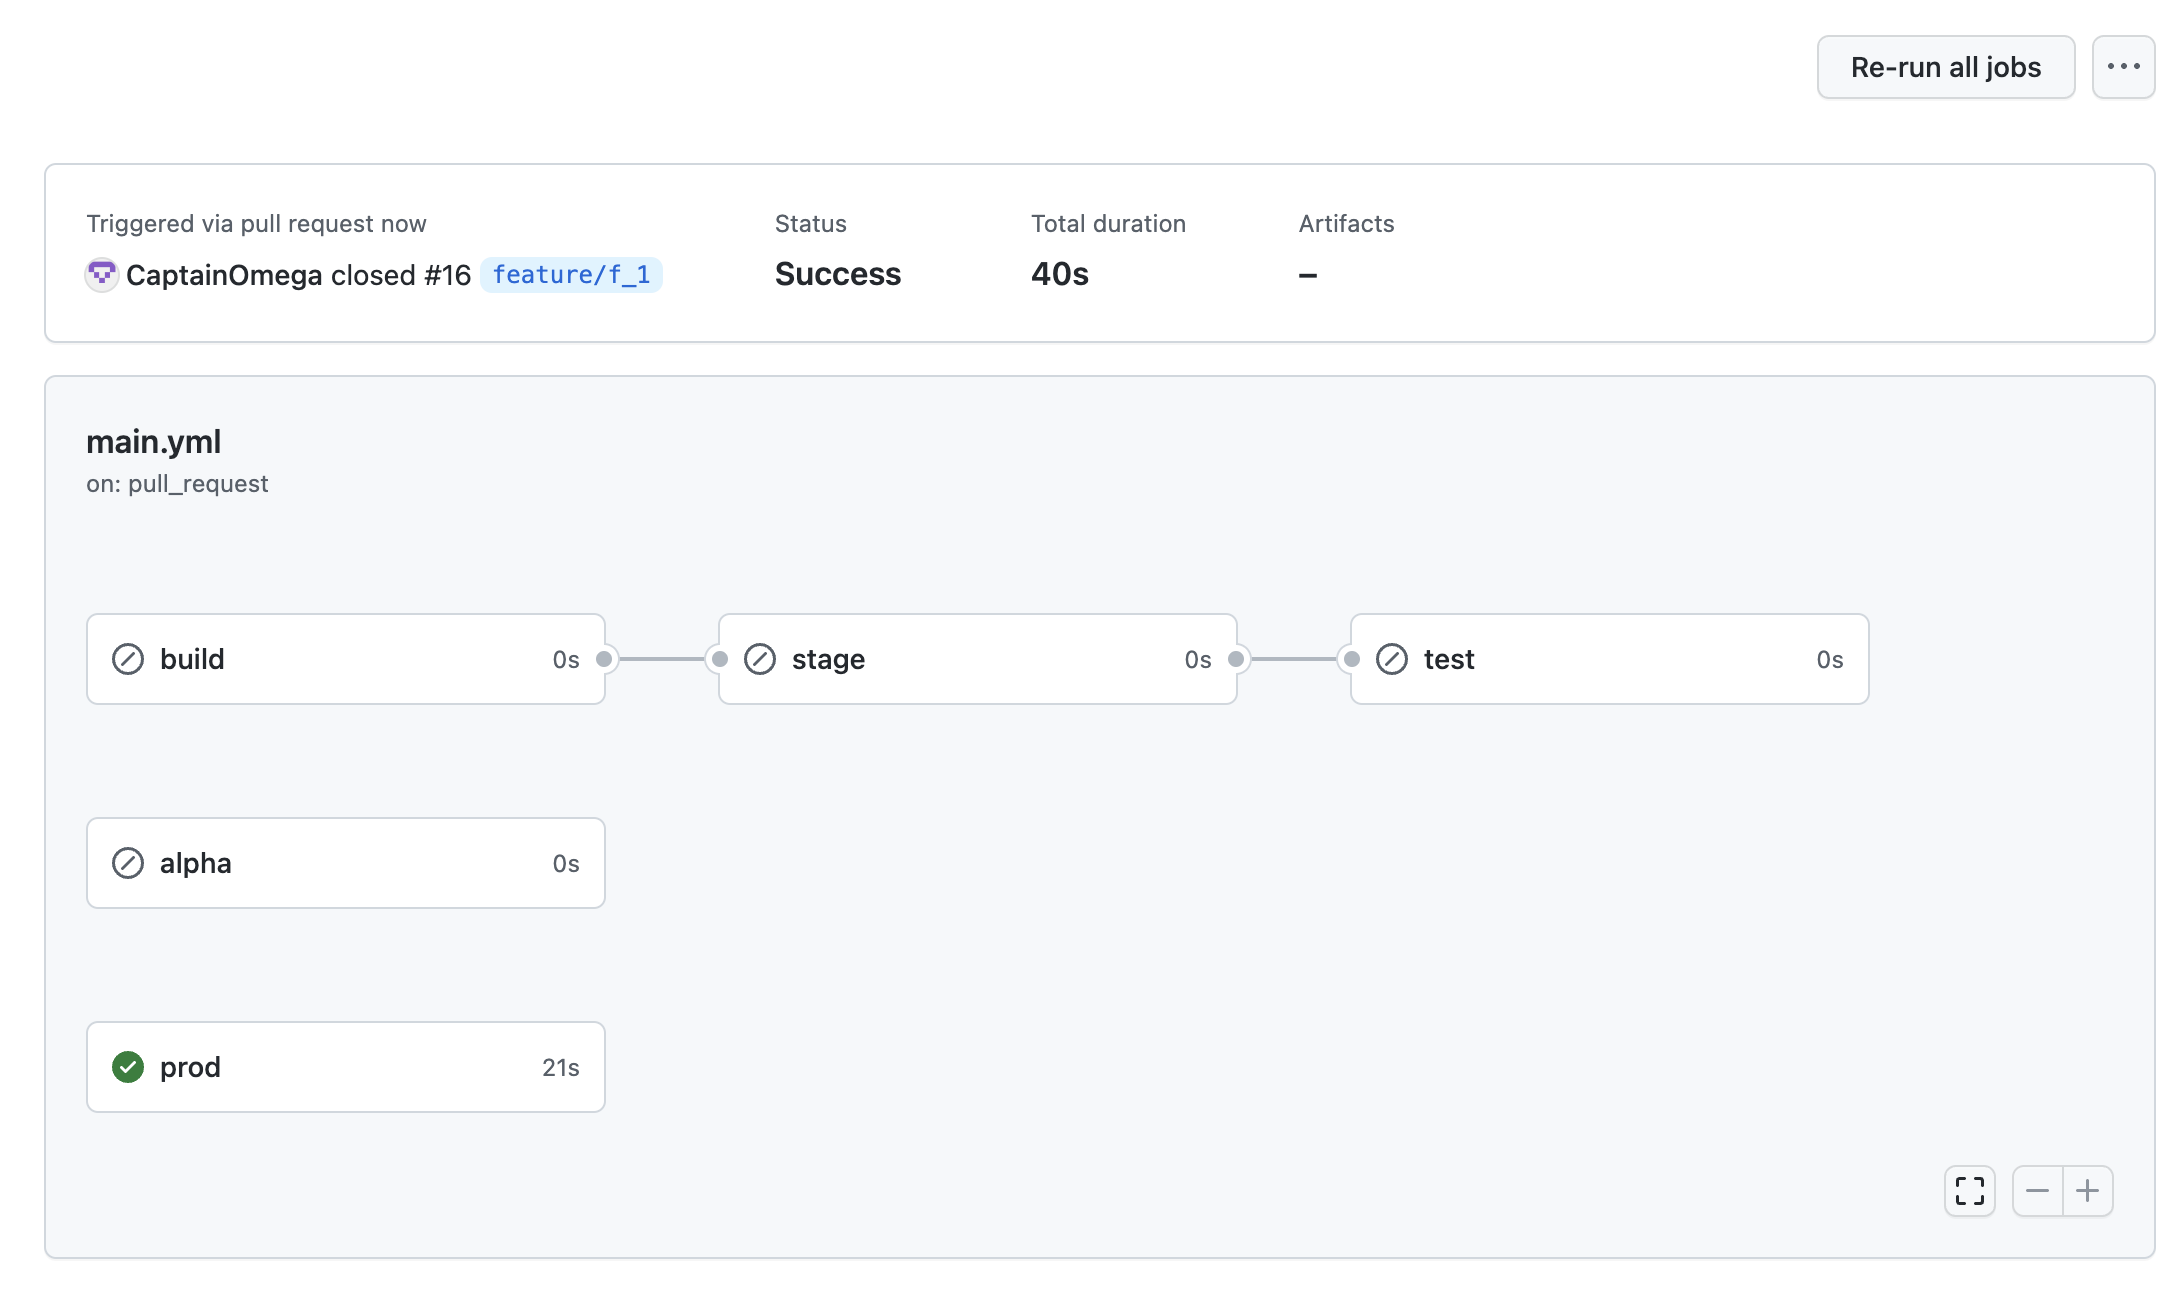 Re-run all jobs
Triggered via pull request now
Status
Total duration
Artifacts
CaptainOmega closed #16 feature/f_1
Success
40s
–
main.yml
on: pull_request
build 0s
stage 0s
test 0s
alpha 0s
prod 21s